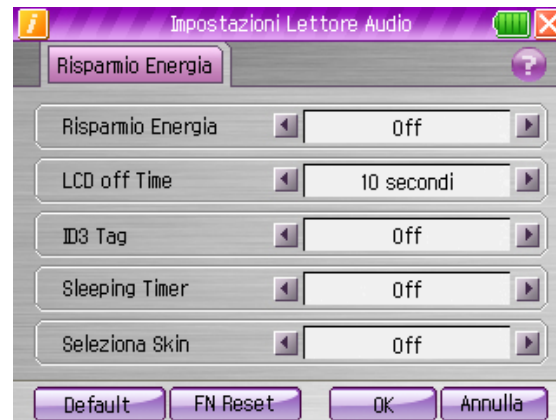 Impostazioni Lettore Audio
Risparmio Energia
?
Risparmio Energia Off
LCD off Time 10 secondi
ID3 Tag Off
Sleeping Timer Off
Seleziona Skin Off
Default FN Reset OK Annulla